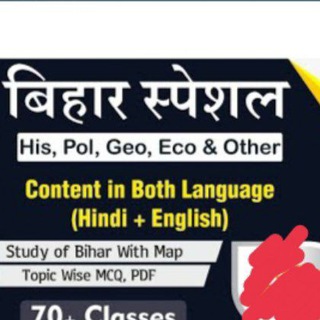 बिहार स्पेशल
His, Pol, Geo, Eco & Other
Content in Both Language
(Hindi + English)
Study of Bihar With Map
Topic Wise MCQ, PDF
70+ Classes